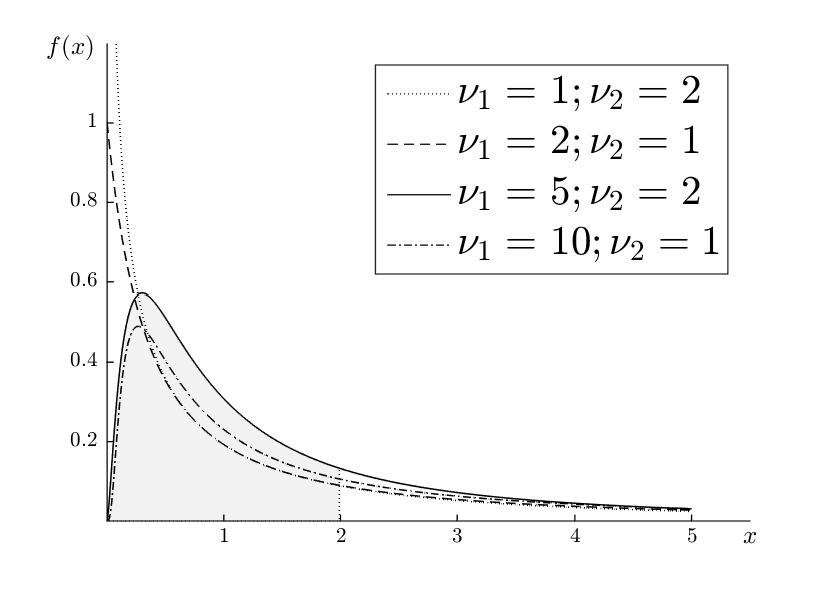 f(x)
ν₁ = 1; ν₂ = 2
ν₁ = 2; ν₂ = 1
ν₁ = 5; ν₂ = 2
ν₁ = 10; ν₂ = 1
1
0.8
0.6
0.4
0.2
1 2 3 4 5 x